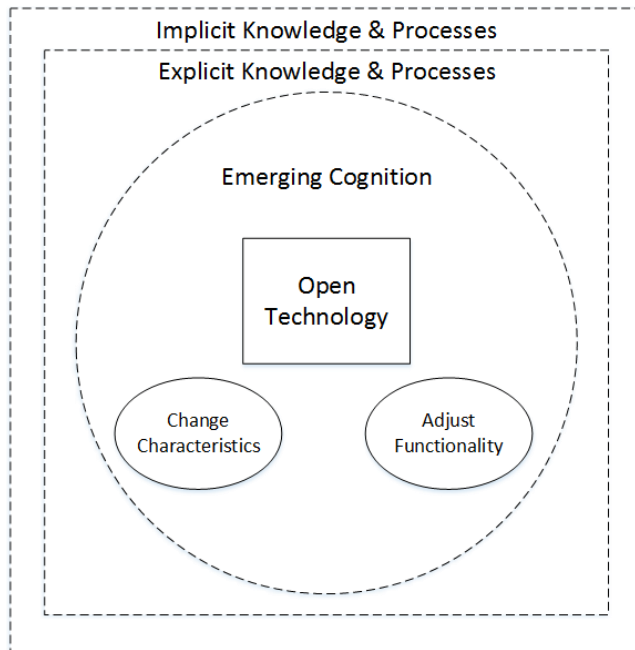 Implicit Knowledge & Processes
Explicit Knowledge & Processes
Emerging Cognition
Open
Technology
Change
Characteristics
Adjust
Functionality